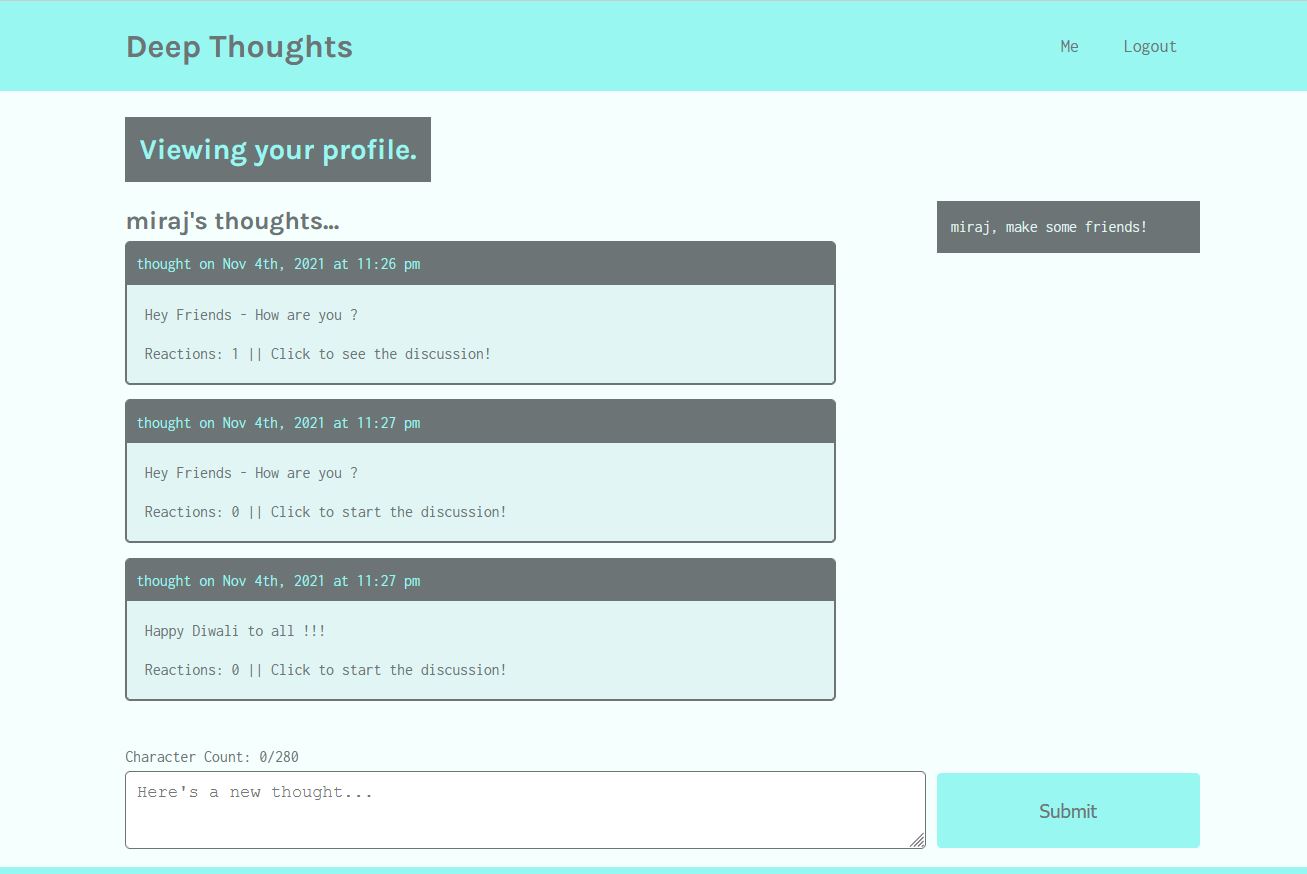 Deep Thoughts
Me Logout
Viewing your profile.
miraj's thoughts...
thought on Nov 4th, 2021 at 11:26 pm
Hey Friends - How are you ?
Reactions: 1 || Click to see the discussion!
thought on Nov 4th, 2021 at 11:27 pm
Hey Friends - How are you ?
Reactions: 0 || Click to start the discussion!
thought on Nov 4th, 2021 at 11:27 pm
Happy Diwali to all !!!
Reactions: 0 || Click to start the discussion!
miraj, make some friends!
Character Count: 0/280
Here's a new thought...
Submit